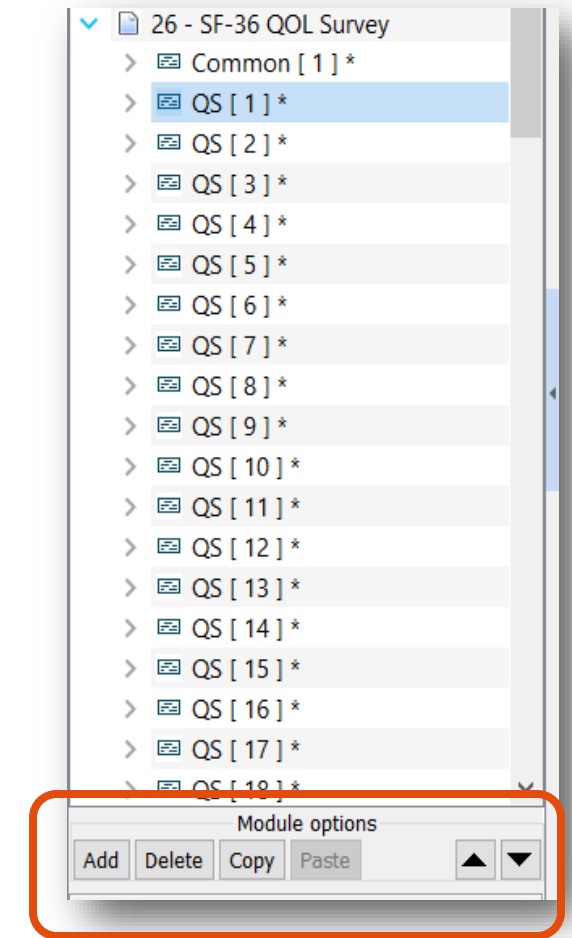 26 - SF-36 QOL Survey
Common [ 1 ] *
QS [ 1 ] *
QS [ 2 ] *
QS [ 3 ] *
QS [ 4 ] *
QS [ 5 ] *
QS [ 6 ] *
QS [ 7 ] *
QS [ 8 ] *
QS [ 9 ] *
QS [ 10 ] *
QS [ 11 ] *
QS [ 12 ] *
QS [ 13 ] *
QS [ 14 ] *
QS [ 15 ] *
QS [ 16 ] *
QS [ 17 ] *
QS [ 18 ] *
Module options
Add Delete Copy Paste